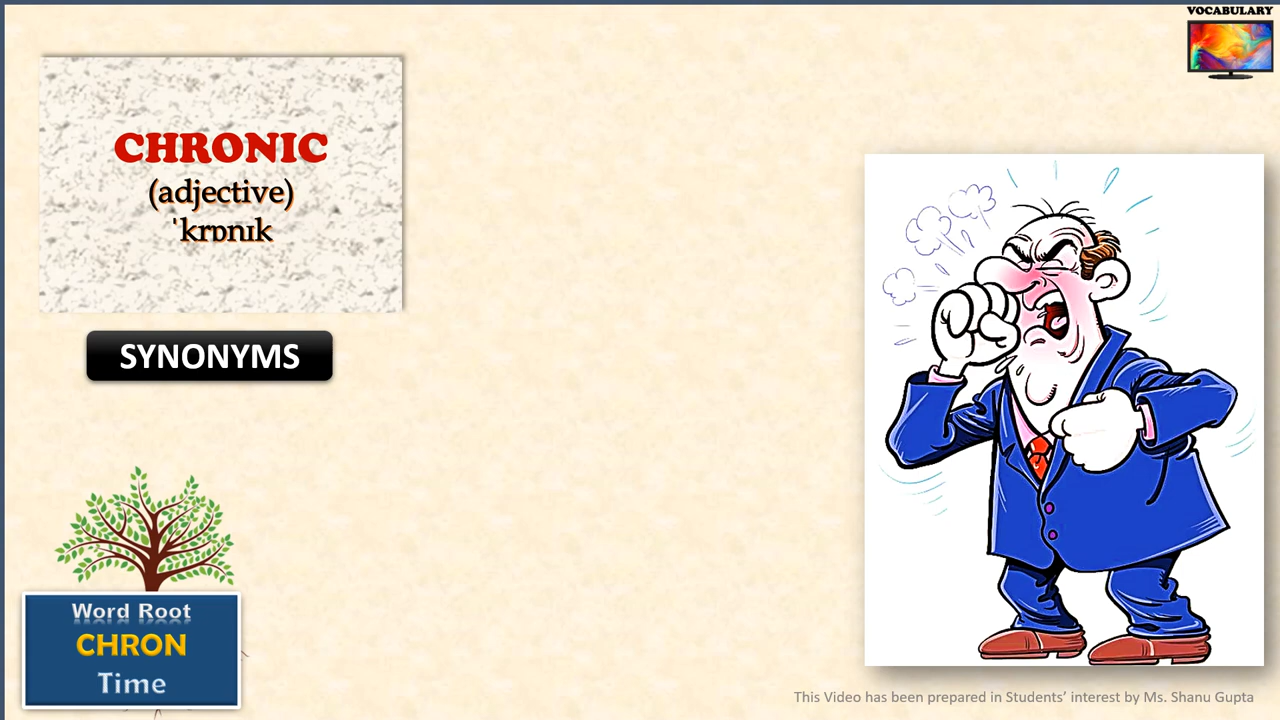 VOCABULARY
CHRONIC
(adjective)
ˈkrɒnɪk
SYNONYMS
Word Root
CHRON
Time
This Video has been prepared in Students’ interest by Ms. Shanu Gupta